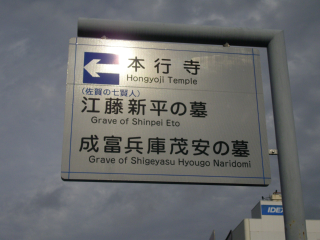 本行寺
Hongyoji Temple
(佐賀の七賢人)
江藤新平の墓
Grave of Shinpei Eto
成富兵庫茂安の墓
Grave of Shigeyasu Hyougo Naridomi
IDEX